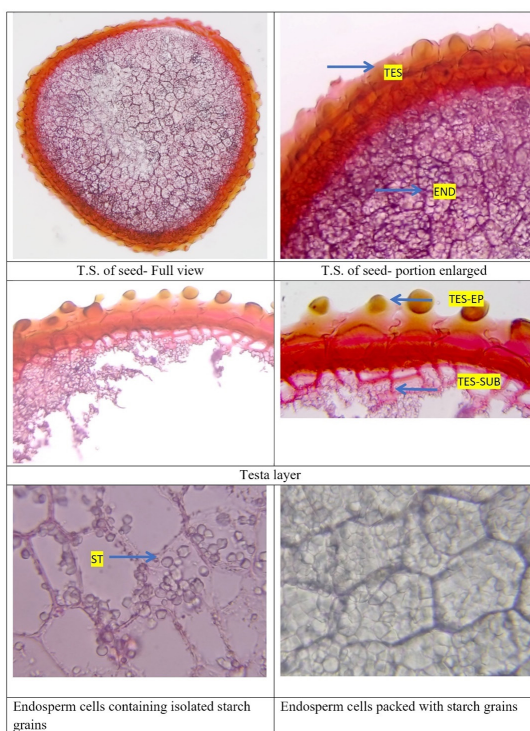 TES
END
T.S. of seed- Full view
T.S. of seed- portion enlarged
TES-EP
TES-SUB
Testa layer
ST
Endosperm cells containing isolated starch
grains
Endosperm cells packed with starch grains